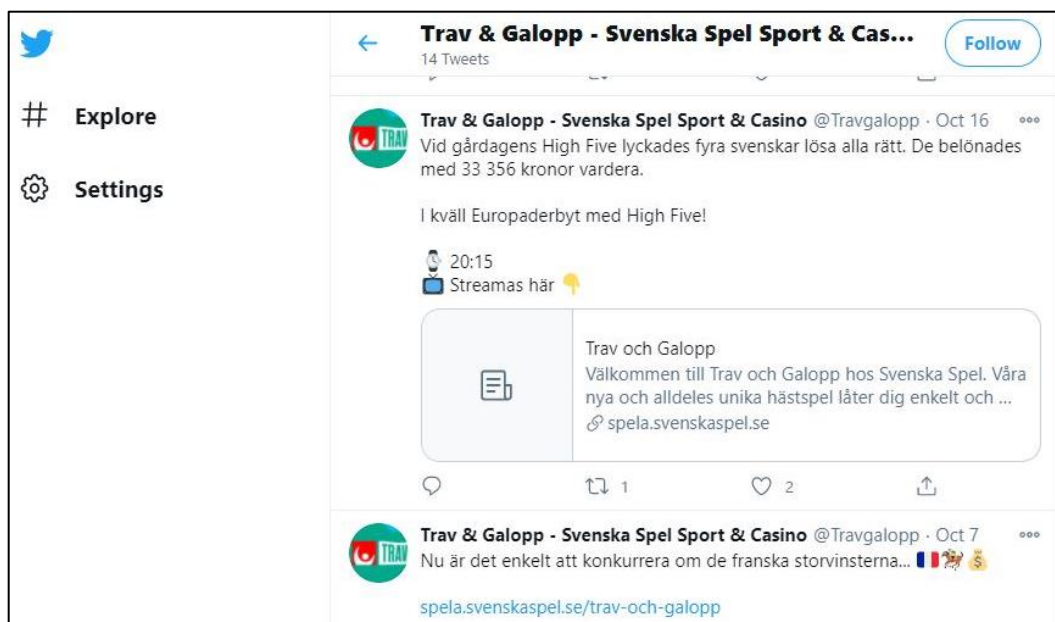 Trav & Galopp - Svenska Spel Sport & Cas...
14 Tweets
Follow
Explore
Settings
TRAV
Trav & Galopp - Svenska Spel Sport & Casino @Travgalopp · Oct 16
Vid gårdagens High Five lyckades fyra svenskar lösa alla rätt. De belönades
med 33 356 kronor vardera.
I kväll Europaderbyt med High Five!
⌚ 20:15
📺 Streamas här 👇
Trav och Galopp
Välkommen till Trav och Galopp hos Svenska Spel. Våra
nya och alldeles unika hästspel låter dig enkelt och ...
spela.svenskaspel.se
1 2
TRAV
Trav & Galopp - Svenska Spel Sport & Casino @Travgalopp · Oct 7
Nu är det enkelt att konkurrera om de franska storvinsterna... 🇫🇷🏇💰
spela.svenskaspel.se/trav-och-galopp